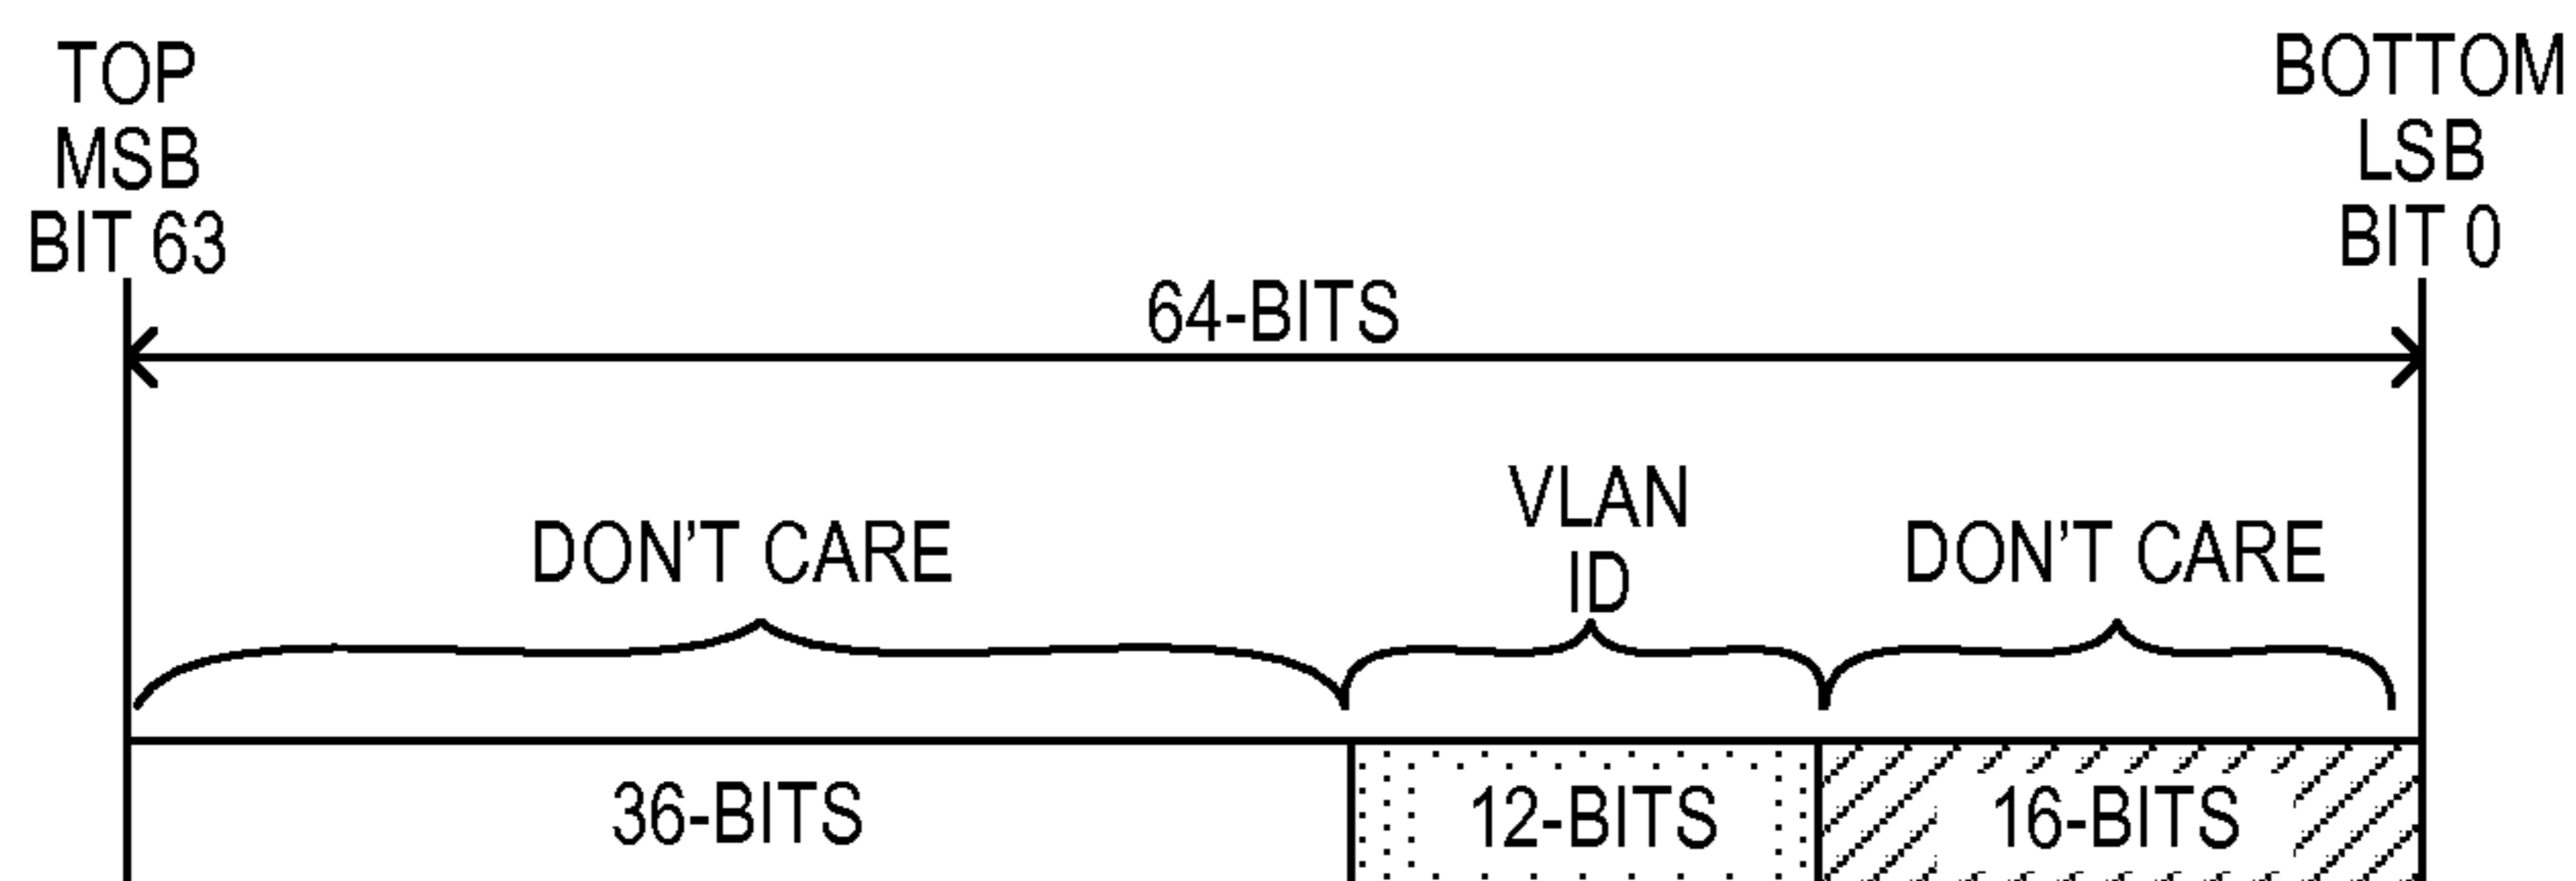 TOP
MSB
BIT 63
BOTTOM
LSB
BIT 0
64-BITS
DON'T CARE
VLAN
ID
DON'T CARE
36-BITS
12-BITS
16-BITS